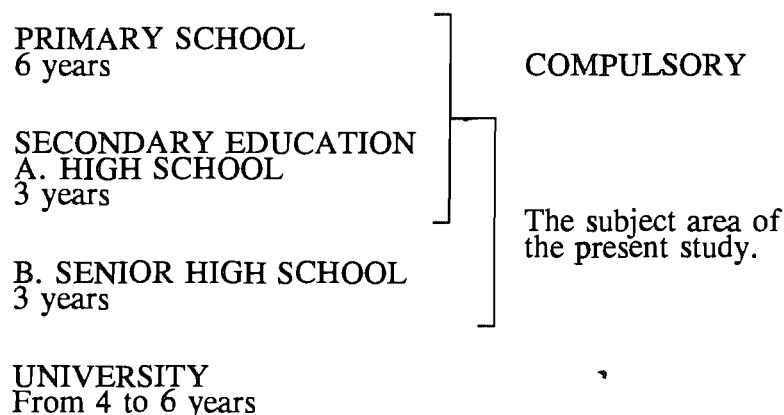 PRIMARY SCHOOL
6 years
COMPULSORY
SECONDARY EDUCATION
A. HIGH SCHOOL
3 years
The subject area of
the present study.
B. SENIOR HIGH SCHOOL
3 years
UNIVERSITY
From 4 to 6 years